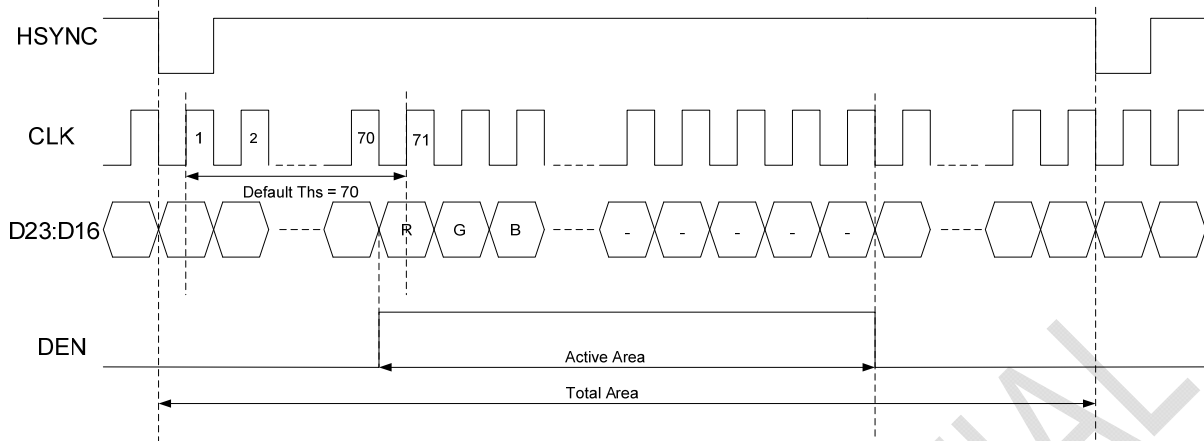 HSYNC
CLK
1 2 70 71
Default Ths = 70
D23:D16
R G B - - - - -
DEN
Active Area
Total Area